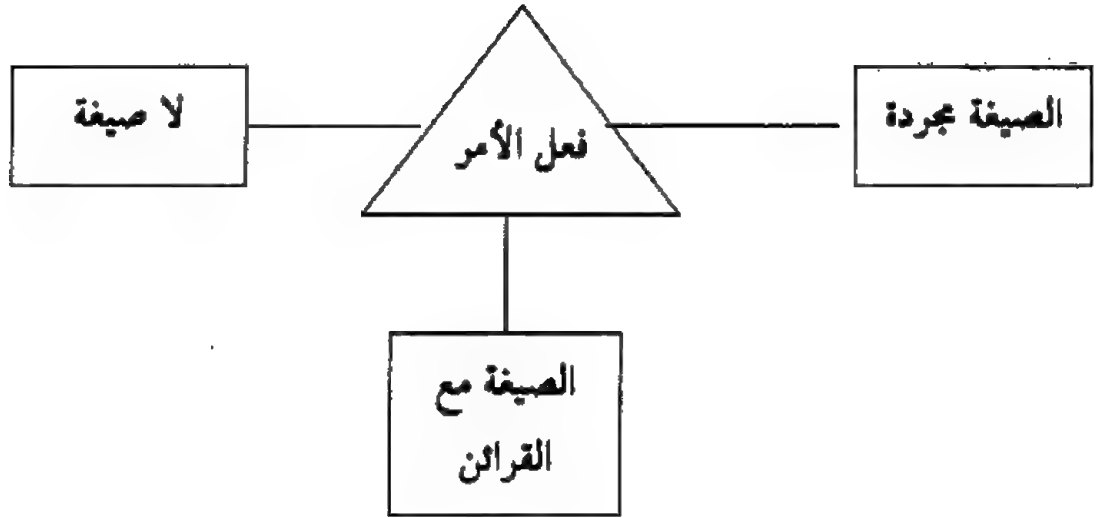 الصيغة مجردة
لا صيغة
فعل الأمر
الصيغة مع
القرائن